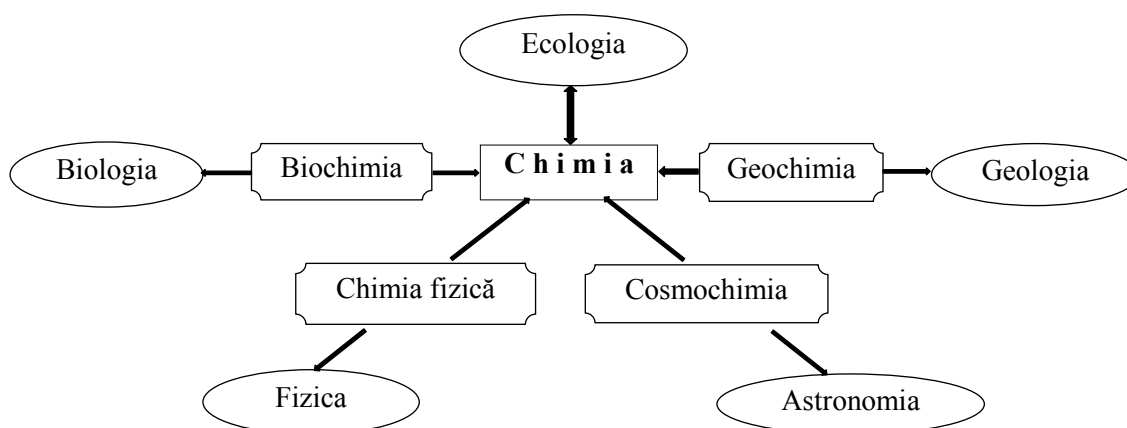 Ecologia
Biologia
Biochimia
C h i m i a
Geochimia
Geologia
Chimia fizică
Cosmochimia
Fizica
Astronomia